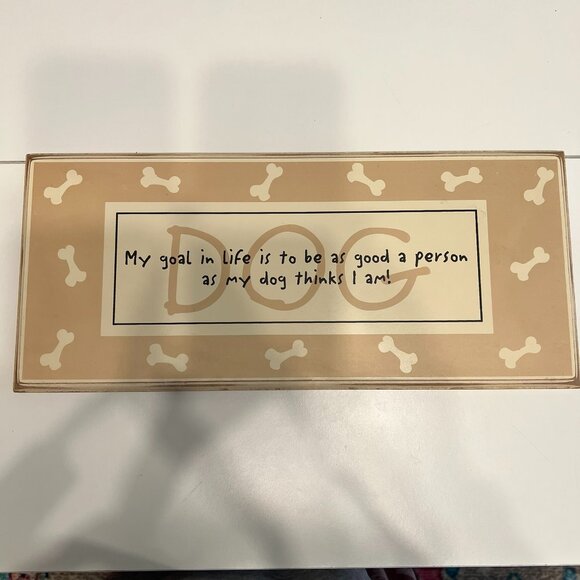 DOG
My goal in life is to be as good a person
as my dog thinks I am!